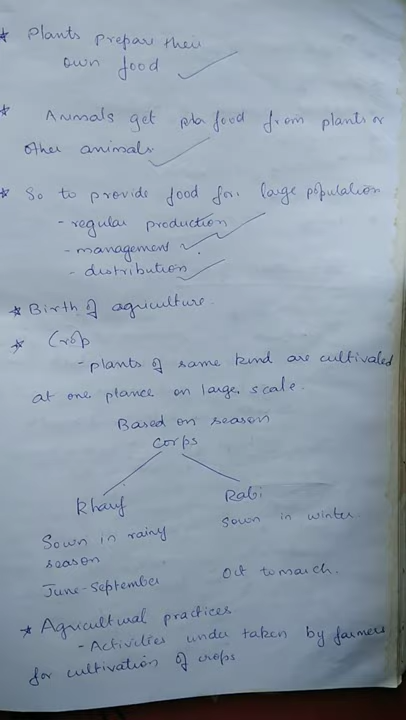 * Plants prepare their
own food
* Animals get food from plants or
other animals
* So to provide food for large population
- regular production
- management
- distribution
* Birth of agriculture.
* Crop
- plants of same kind are cultivated
at one plance on large scale.
Based on season
Corps
Kharif Rabi
Sown in rainy Sown in winter
season
June-September Oct to march.
* Agricultural practices
- Activities under taken by farmers
for cultivation of crops